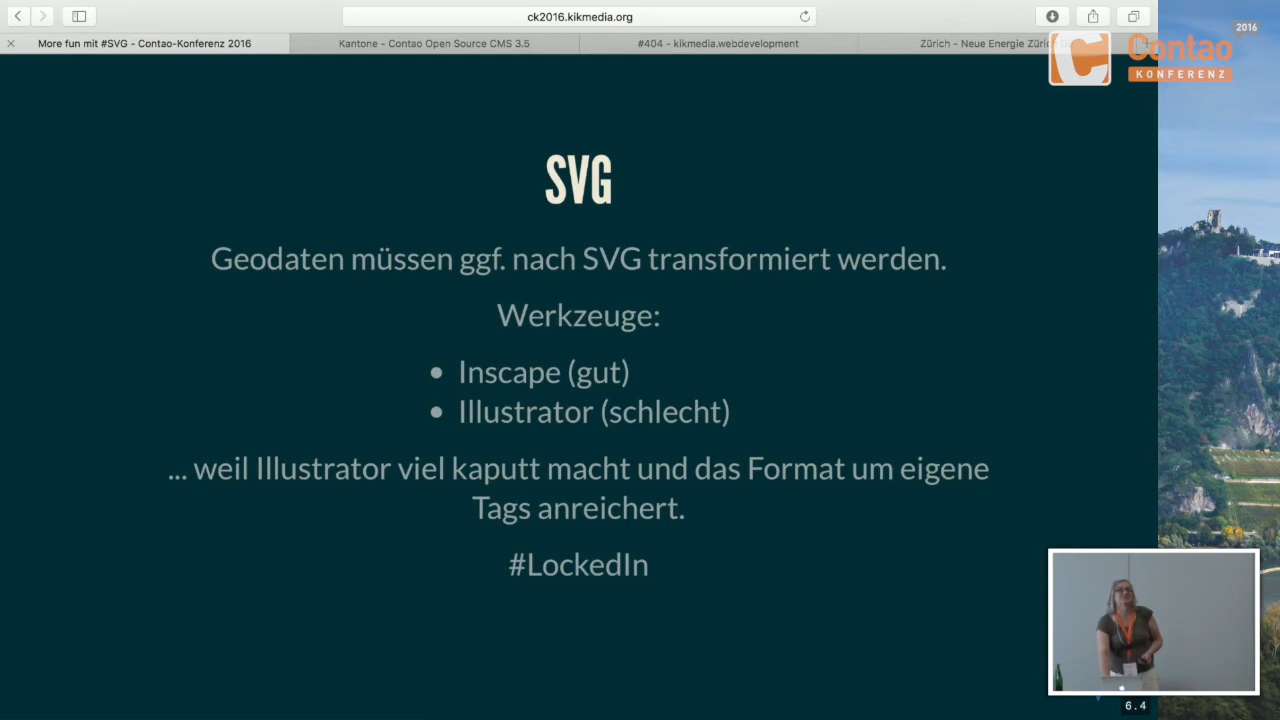 ck2016.kikmedia.org
More fun mit #SVG - Contao-Konferenz 2016
Kantone - Contao Open Source CMS 3.5
#404 - kikmedia.webdevelopment
Zürich - Neue Energie Zürich
2016
Contao
KONFERENZ
SVG
Geodaten müssen ggf. nach SVG transformiert werden.
Werkzeuge:
• Inscape (gut)
• Illustrator (schlecht)
... weil Illustrator viel kaputt macht und das Format um eigene
Tags anreichert.
#LockedIn
6.4